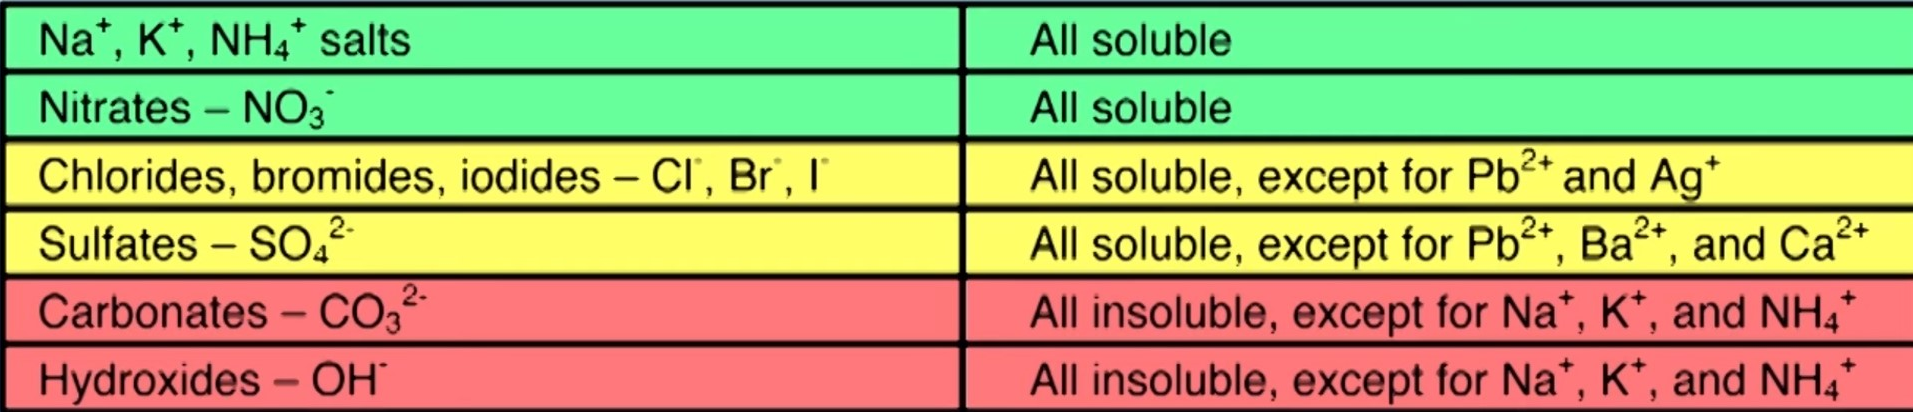 Na⁺, K⁺, NH₄⁺ salts All soluble
Nitrates – NO₃⁻ All soluble
Chlorides, bromides, iodides – Cl⁻, Br⁻, I⁻ All soluble, except for Pb²⁺ and Ag⁺
Sulfates – SO₄²⁻ All soluble, except for Pb²⁺, Ba²⁺, and Ca²⁺
Carbonates – CO₃²⁻ All insoluble, except for Na⁺, K⁺, and NH₄⁺
Hydroxides – OH⁻ All insoluble, except for Na⁺, K⁺, and NH₄⁺